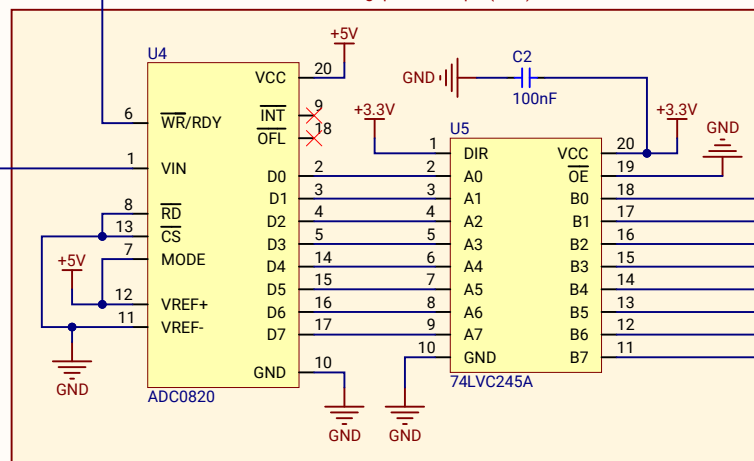 U4
+5V
VCC
20
6
WR/RDY
INT
9
OFL
18
1
VIN
D0
2
D1
3
8
RD
D2
4
13
CS
D3
5
7
MODE
D4
14
+5V
D5
15
12
VREF+
D6
16
11
VREF-
D7
17
GND
10
GND
ADC0820
GND
C2
GND
100nF
+3.3V
U5
+3.3V
GND
1
DIR
VCC
20
2
A0
OE
19
3
A1
B0
18
4
A2
B1
17
5
A3
B2
16
6
A4
B3
15
7
A5
B4
14
8
A6
B5
13
9
A7
B6
12
10
GND
B7
11
74LVC245A
GND